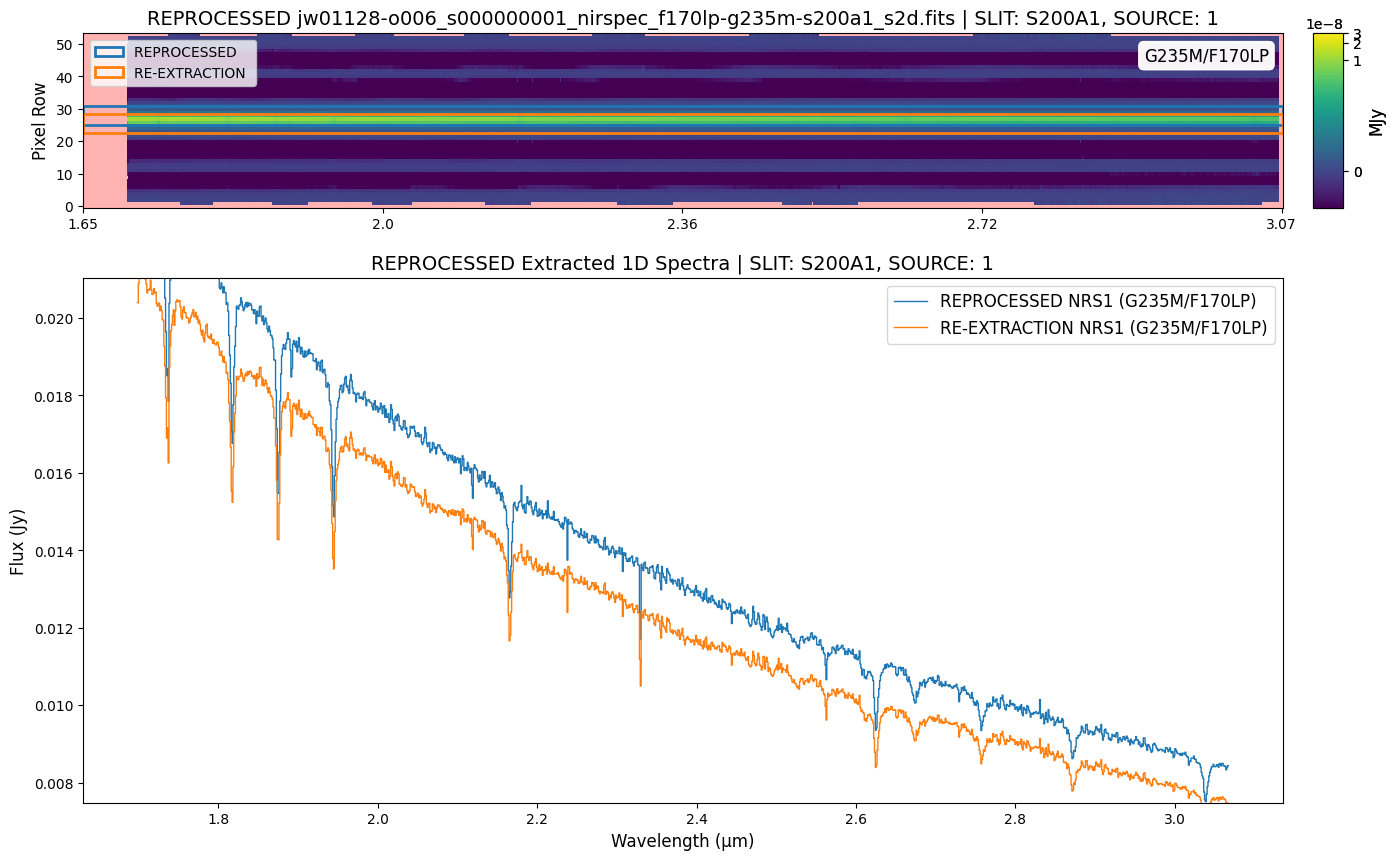 REPROCESSED jw01128-o006_s000000001_nirspec_f170lp-g235m-s200a1_s2d.fits | SLIT: S200A1, SOURCE: 1
REPROCESSED
RE-EXTRACTION
G235M/F170LP
Pixel Row
50
40
30
20
10
0
1.65
2.0
2.36
2.72
3.07
1e−8
3
2
1
0
MJy
REPROCESSED Extracted 1D Spectra | SLIT: S200A1, SOURCE: 1
REPROCESSED NRS1 (G235M/F170LP)
RE-EXTRACTION NRS1 (G235M/F170LP)
Flux (Jy)
0.020
0.018
0.016
0.014
0.012
0.010
0.008
1.8
2.0
2.2
2.4
2.6
2.8
3.0
Wavelength (μm)